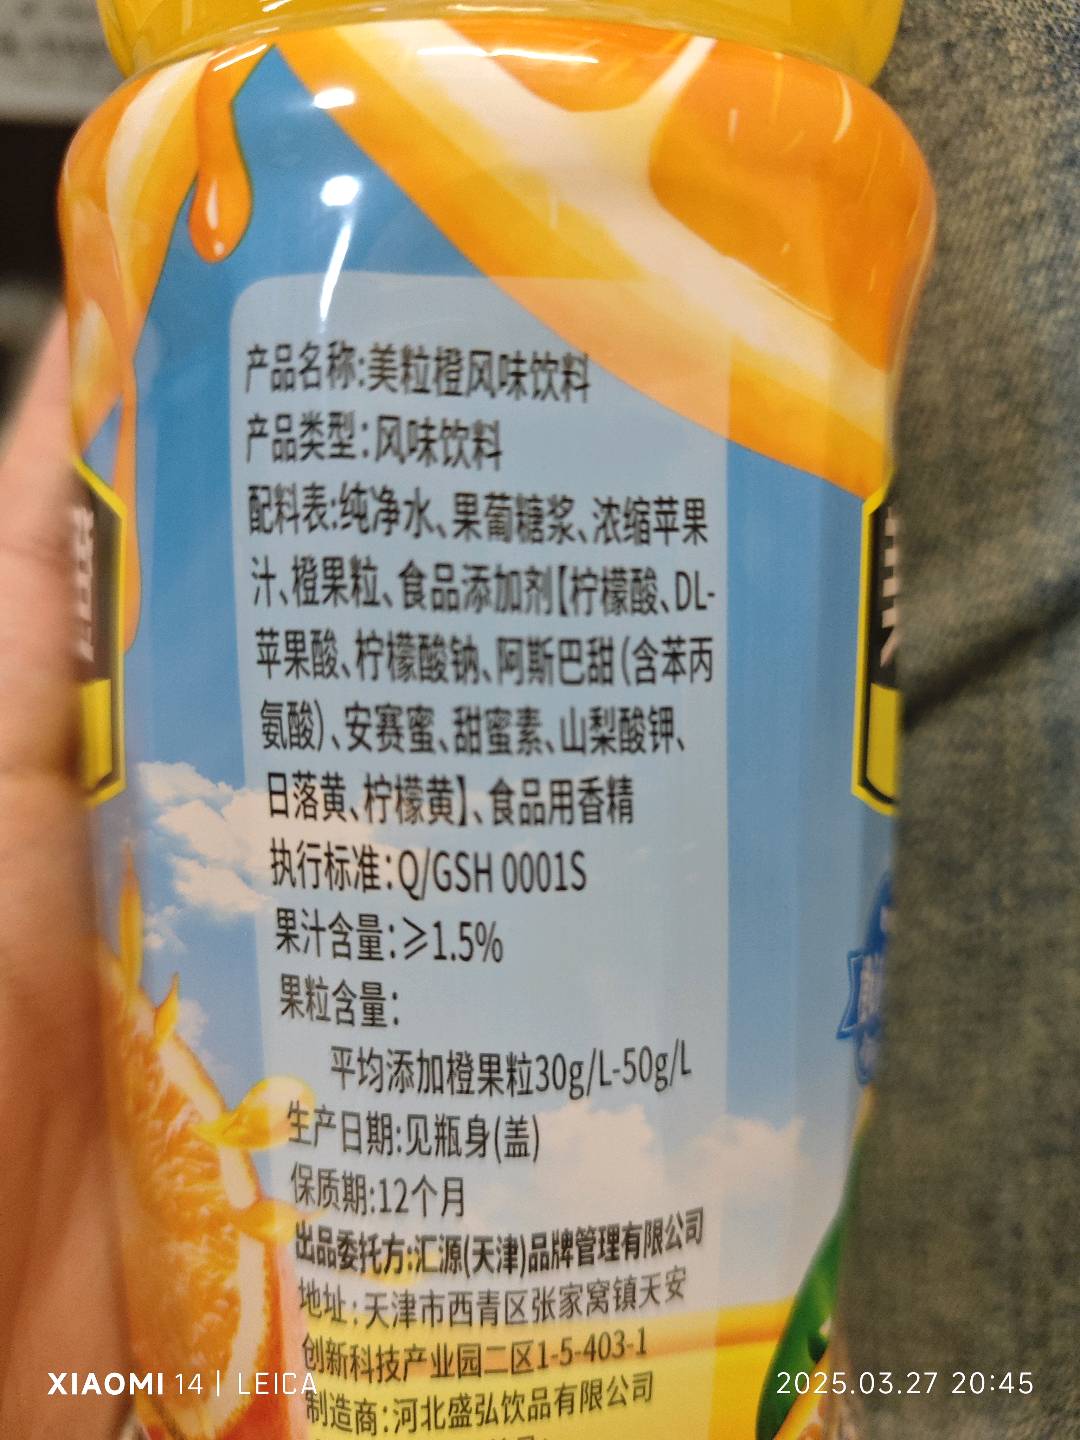 产品名称:美粒橙风味饮料
产品类型:风味饮料
配料表:纯净水、果葡糖浆、浓缩苹果
汁、橙果粒、食品添加剂【柠檬酸、DL-
苹果酸、柠檬酸钠、阿斯巴甜(含苯丙
氨酸)、安赛蜜、甜蜜素、山梨酸钾、
日落黄、柠檬黄】、食品用香精
执行标准:Q/GSH 0001S
果汁含量:≥1.5%
果粒含量:
平均添加橙果粒30g/L-50g/L
生产日期:见瓶身(盖)
保质期:12个月
出品委托方:汇源(天津)品牌管理有限公司
地址:天津市西青区张家窝镇天安
创新科技产业园二区1-5-403-1
制造商:河北盛弘饮品有限公司
XIAOMI 14 | LEICA
2025.03.27 20:45